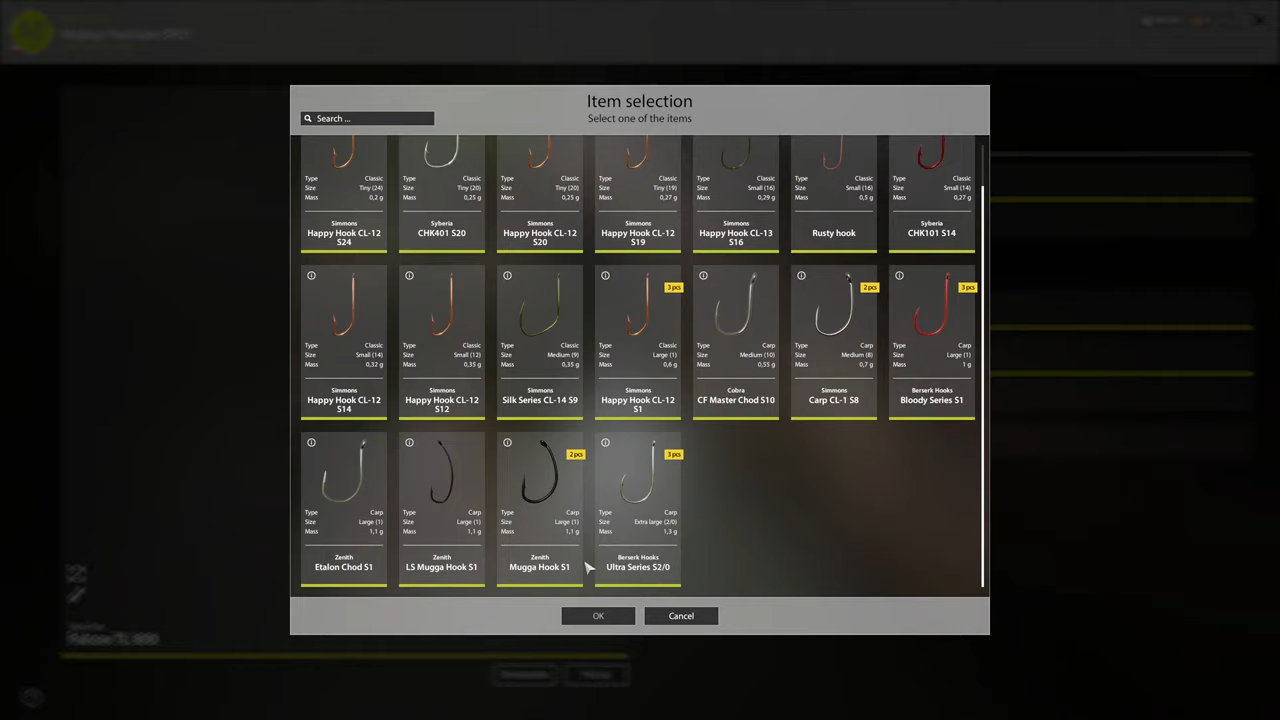 Item selection
Search ...
Select one of the items
Type Classic
Size Tiny (24)
Mass 0,2 g
Simmons
Happy Hook CL-12
S24
Type Classic
Size Tiny (20)
Mass 0,25 g
Syberia
CHK401 S20
Type Classic
Size Tiny (20)
Mass 0,25 g
Simmons
Happy Hook CL-12
S20
Type Classic
Size Tiny (19)
Mass 0,27 g
Simmons
Happy Hook CL-12
S19
Type Classic
Size Small (16)
Mass 0,29 g
Simmons
Happy Hook CL-13
S16
Type Classic
Size Small (16)
Mass 0,5 g
Rusty hook
Type Classic
Size Small (14)
Mass 0,27 g
Syberia
CHK101 S14
Type Classic
Size Small (14)
Mass 0,32 g
Simmons
Happy Hook CL-12
S14
Type Classic
Size Small (12)
Mass 0,35 g
Simmons
Happy Hook CL-12
S12
Type Classic
Size Medium (9)
Mass 0,35 g
Simmons
Silk Series CL-14 S9
3 pcs
Type Classic
Size Large (1)
Mass 0,6 g
Simmons
Happy Hook CL-12
S1
Type Carp
Size Medium (10)
Mass 0,55 g
Cobra
CF Master Chod S10
2 pcs
Type Carp
Size Medium (8)
Mass 0,7 g
Simmons
Carp CL-1 S8
3 pcs
Type Carp
Size Large (1)
Mass 1 g
Berserk Hooks
Bloody Series S1
Type Carp
Size Large (1)
Mass 1,1 g
Zenith
Etalon Chod S1
Type Carp
Size Large (1)
Mass 1,1 g
Zenith
LS Mugga Hook S1
2 pcs
Type Carp
Size Large (1)
Mass 1,1 g
Zenith
Mugga Hook S1
3 pcs
Type Carp
Size Extra large (2/0)
Mass 1,3 g
Berserk Hooks
Ultra Series S2/0
OK
Cancel